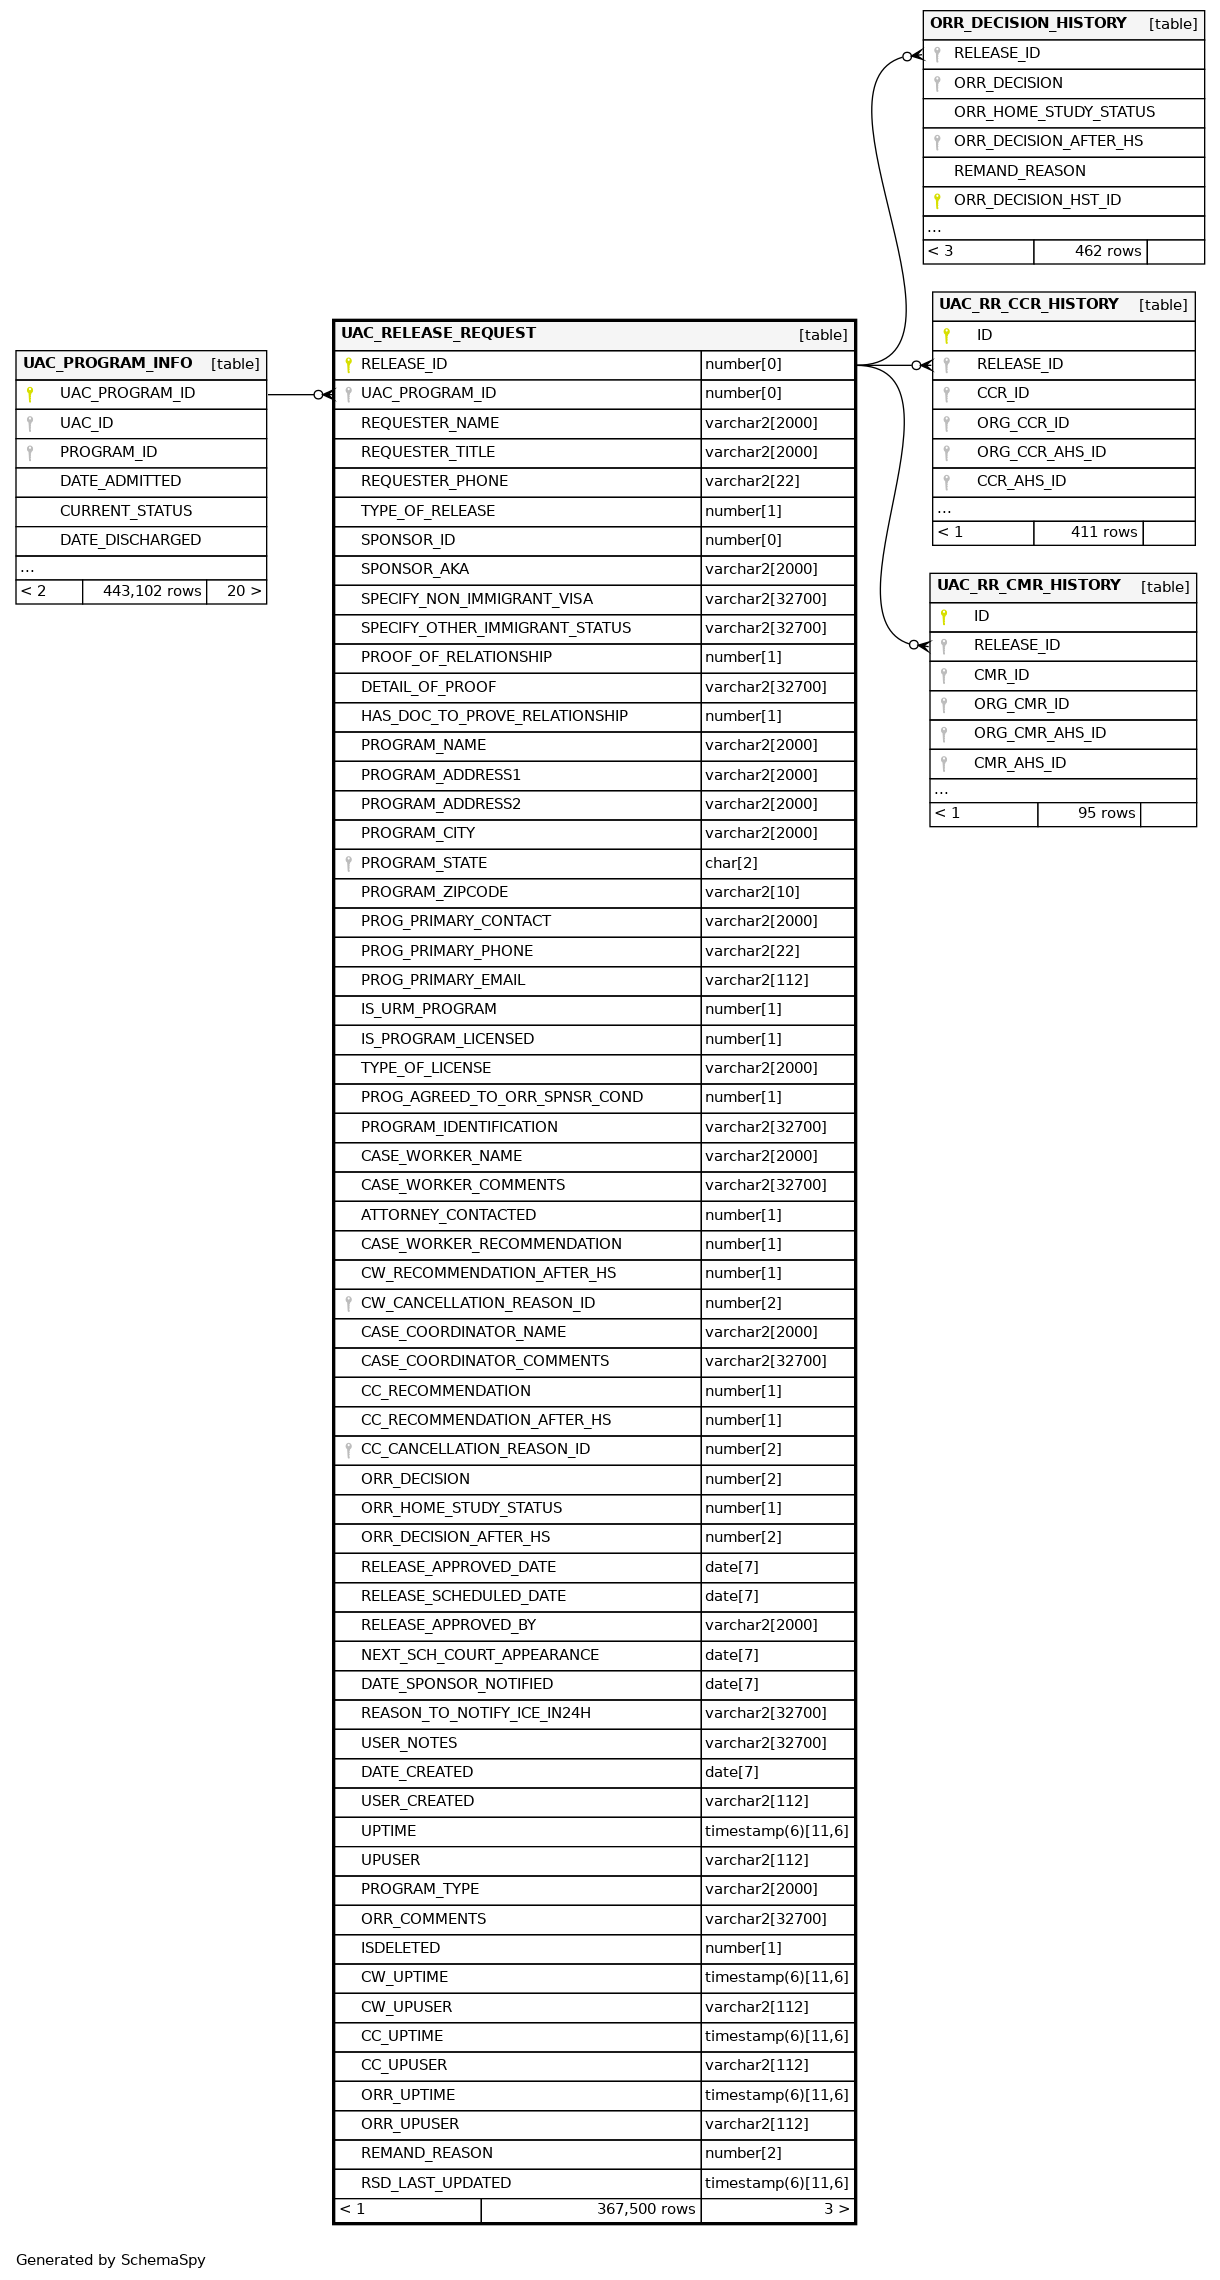 ORR_DECISION_HISTORY [table]
RELEASE_ID
ORR_DECISION
ORR_HOME_STUDY_STATUS
ORR_DECISION_AFTER_HS
REMAND_REASON
ORR_DECISION_HST_ID
...
< 3 462 rows
UAC_RR_CCR_HISTORY [table]
ID
RELEASE_ID
CCR_ID
ORG_CCR_ID
ORG_CCR_AHS_ID
CCR_AHS_ID
...
< 1 411 rows
UAC_RR_CMR_HISTORY [table]
ID
RELEASE_ID
CMR_ID
ORG_CMR_ID
ORG_CMR_AHS_ID
CMR_AHS_ID
...
< 1 95 rows
UAC_PROGRAM_INFO [table]
UAC_PROGRAM_ID
UAC_ID
PROGRAM_ID
DATE_ADMITTED
CURRENT_STATUS
DATE_DISCHARGED
...
< 2 443,102 rows 20 >
UAC_RELEASE_REQUEST [table]
RELEASE_ID number[0]
UAC_PROGRAM_ID number[0]
REQUESTER_NAME varchar2[2000]
REQUESTER_TITLE varchar2[2000]
REQUESTER_PHONE varchar2[22]
TYPE_OF_RELEASE number[1]
SPONSOR_ID number[0]
SPONSOR_AKA varchar2[2000]
SPECIFY_NON_IMMIGRANT_VISA varchar2[32700]
SPECIFY_OTHER_IMMIGRANT_STATUS varchar2[32700]
PROOF_OF_RELATIONSHIP number[1]
DETAIL_OF_PROOF varchar2[32700]
HAS_DOC_TO_PROVE_RELATIONSHIP number[1]
PROGRAM_NAME varchar2[2000]
PROGRAM_ADDRESS1 varchar2[2000]
PROGRAM_ADDRESS2 varchar2[2000]
PROGRAM_CITY varchar2[2000]
PROGRAM_STATE char[2]
PROGRAM_ZIPCODE varchar2[10]
PROG_PRIMARY_CONTACT varchar2[2000]
PROG_PRIMARY_PHONE varchar2[22]
PROG_PRIMARY_EMAIL varchar2[112]
IS_URM_PROGRAM number[1]
IS_PROGRAM_LICENSED number[1]
TYPE_OF_LICENSE varchar2[2000]
PROG_AGREED_TO_ORR_SPNSR_COND number[1]
PROGRAM_IDENTIFICATION varchar2[32700]
CASE_WORKER_NAME varchar2[2000]
CASE_WORKER_COMMENTS varchar2[32700]
ATTORNEY_CONTACTED number[1]
CASE_WORKER_RECOMMENDATION number[1]
CW_RECOMMENDATION_AFTER_HS number[1]
CW_CANCELLATION_REASON_ID number[2]
CASE_COORDINATOR_NAME varchar2[2000]
CASE_COORDINATOR_COMMENTS varchar2[32700]
CC_RECOMMENDATION number[1]
CC_RECOMMENDATION_AFTER_HS number[1]
CC_CANCELLATION_REASON_ID number[2]
ORR_DECISION number[2]
ORR_HOME_STUDY_STATUS number[1]
ORR_DECISION_AFTER_HS number[2]
RELEASE_APPROVED_DATE date[7]
RELEASE_SCHEDULED_DATE date[7]
RELEASE_APPROVED_BY varchar2[2000]
NEXT_SCH_COURT_APPEARANCE date[7]
DATE_SPONSOR_NOTIFIED date[7]
REASON_TO_NOTIFY_ICE_IN24H varchar2[32700]
USER_NOTES varchar2[32700]
DATE_CREATED date[7]
USER_CREATED varchar2[112]
UPTIME timestamp(6)[11,6]
UPUSER varchar2[112]
PROGRAM_TYPE varchar2[2000]
ORR_COMMENTS varchar2[32700]
ISDELETED number[1]
CW_UPTIME timestamp(6)[11,6]
CW_UPUSER varchar2[112]
CC_UPTIME timestamp(6)[11,6]
CC_UPUSER varchar2[112]
ORR_UPTIME timestamp(6)[11,6]
ORR_UPUSER varchar2[112]
REMAND_REASON number[2]
RSD_LAST_UPDATED timestamp(6)[11,6]
< 1 367,500 rows 3 >
Generated by SchemaSpy